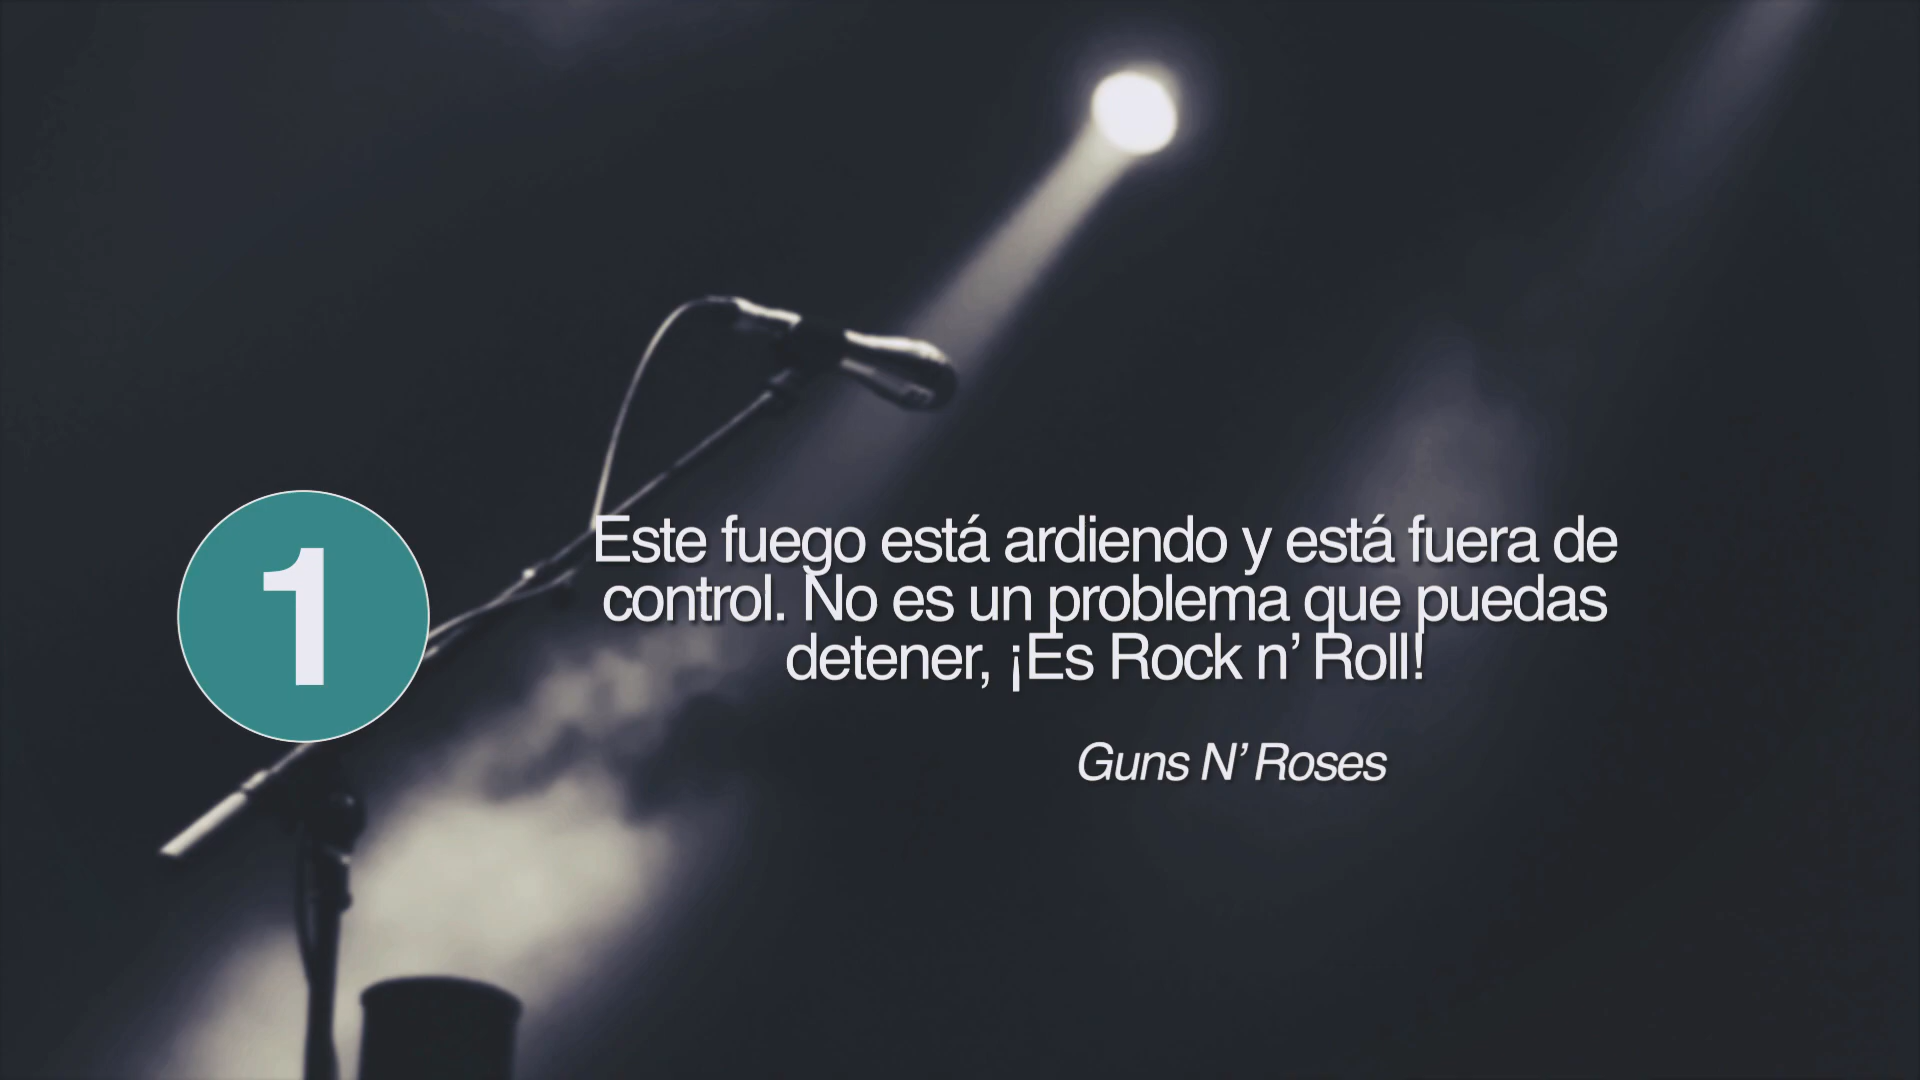 1
Este fuego está ardiendo y está fuera de
control. No es un problema que puedas
detener, ¡Es Rock n’ Roll!
Guns N’ Roses